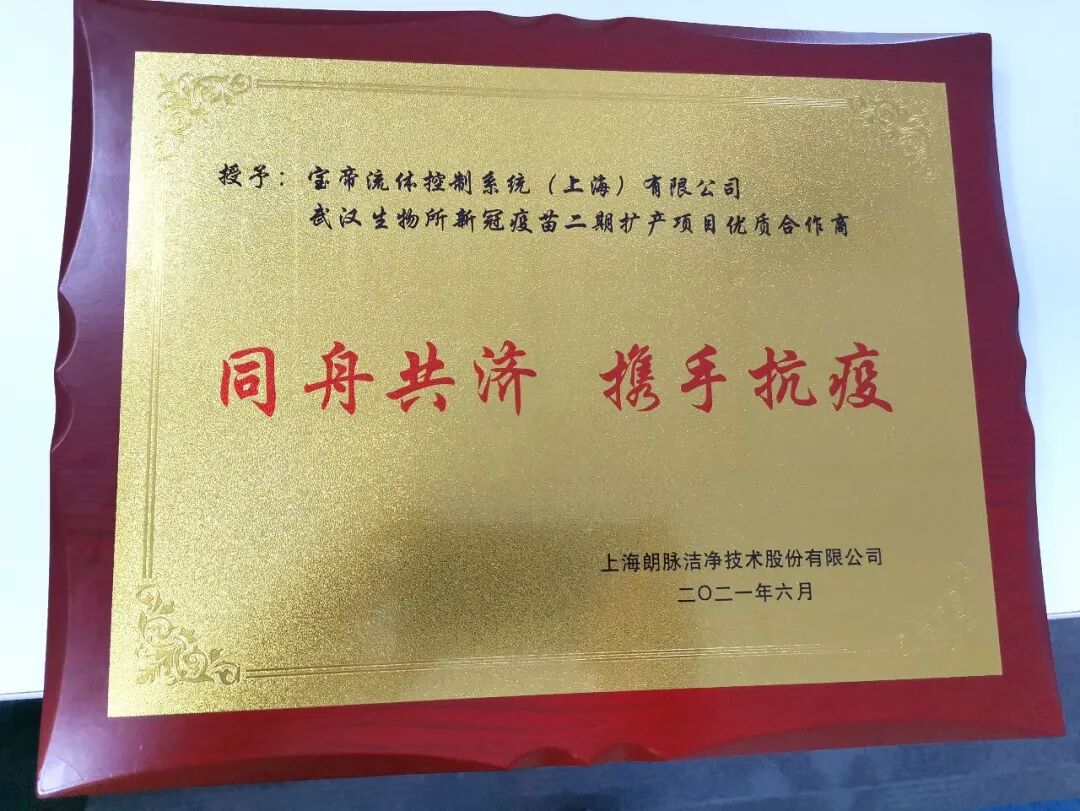 授予：宝帝流体控制系统（上海）有限公司
武汉生物所新冠疫苗二期扩产项目优质合作商
同舟共济 携手抗疫
上海朗脉洁净技术股份有限公司
二〇二一年六月